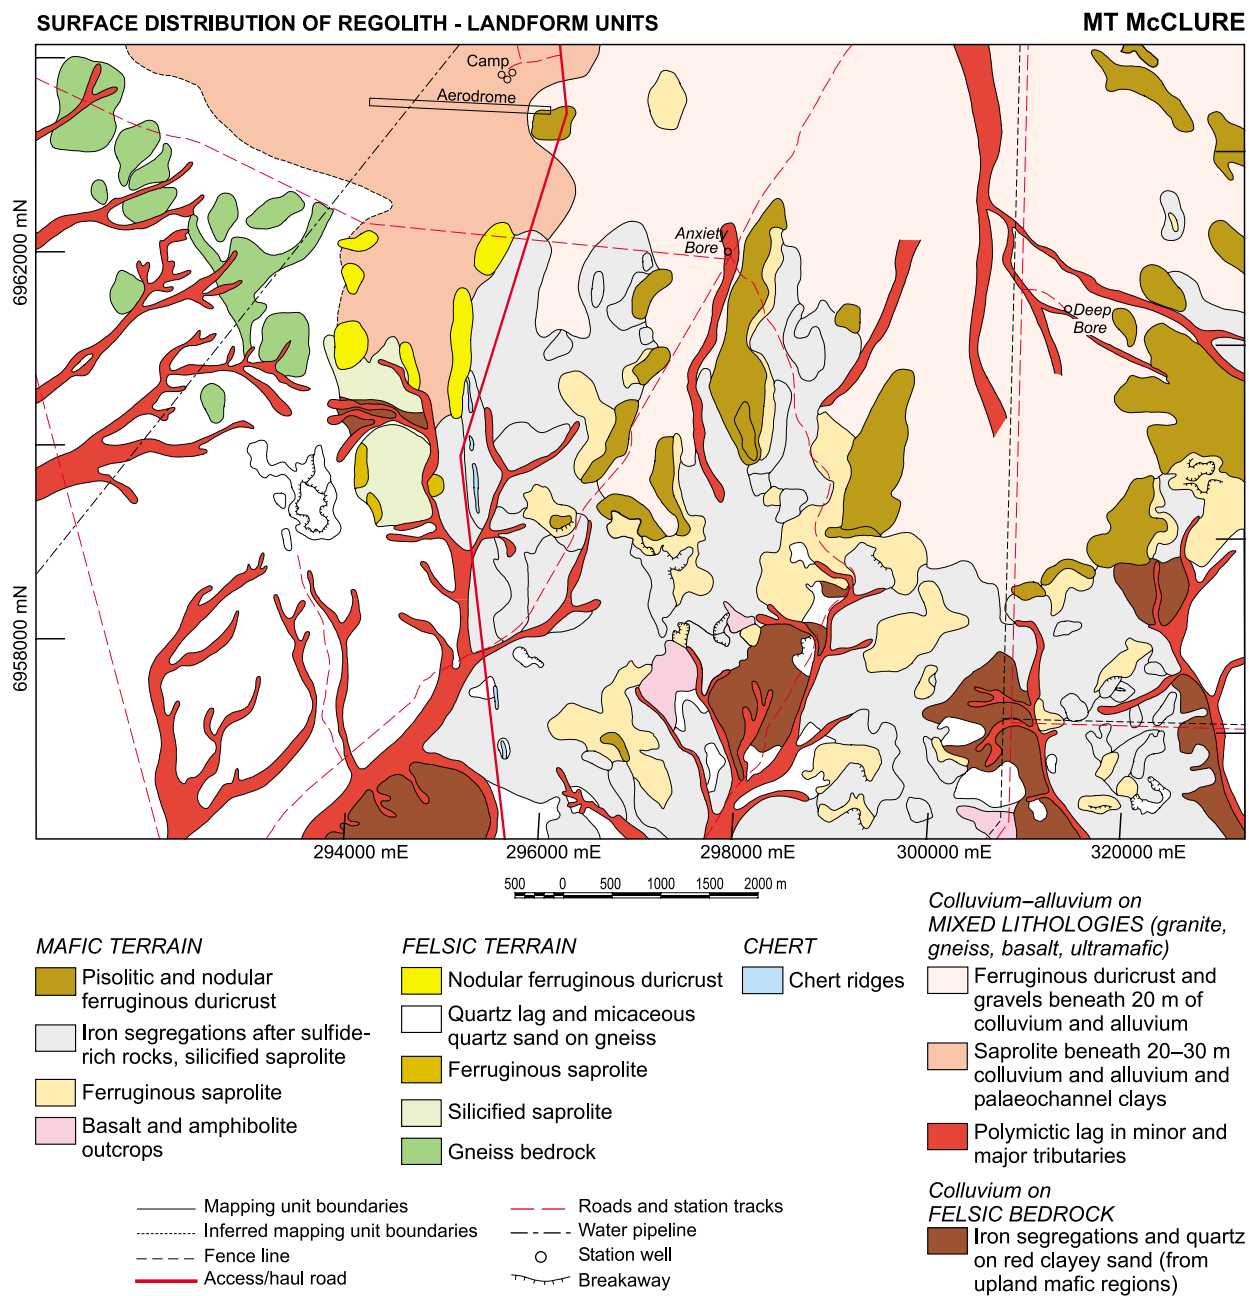 SURFACE DISTRIBUTION OF REGOLITH - LANDFORM UNITS
MT McCLURE
Camp
Aerodrome
Anxiety
Bore
Deep
Bore
6962000 mN
6958000 mN
294000 mE
296000 mE
298000 mE
300000 mE
320000 mE
500 0 500 1000 1500 2000 m
MAFIC TERRAIN
Pisolitic and nodular
ferruginous duricrust
Iron segregations after sulfide-
rich rocks, silicified saprolite
Ferruginous saprolite
Basalt and amphibolite
outcrops
FELSIC TERRAIN
Nodular ferruginous duricrust
Quartz lag and micaceous
quartz sand on gneiss
Ferruginous saprolite
Silicified saprolite
Gneiss bedrock
CHERT
Chert ridges
Colluvium–alluvium on
MIXED LITHOLOGIES (granite,
gneiss, basalt, ultramafic)
Ferruginous duricrust and
gravels beneath 20 m of
colluvium and alluvium
Saprolite beneath 20–30 m
colluvium and alluvium and
palaeochannel clays
Polymictic lag in minor and
major tributaries
Colluvium on
FELSIC BEDROCK
Iron segregations and quartz
on red clayey sand (from
upland mafic regions)
Mapping unit boundaries
Inferred mapping unit boundaries
Fence line
Access/haul road
Roads and station tracks
Water pipeline
Station well
Breakaway